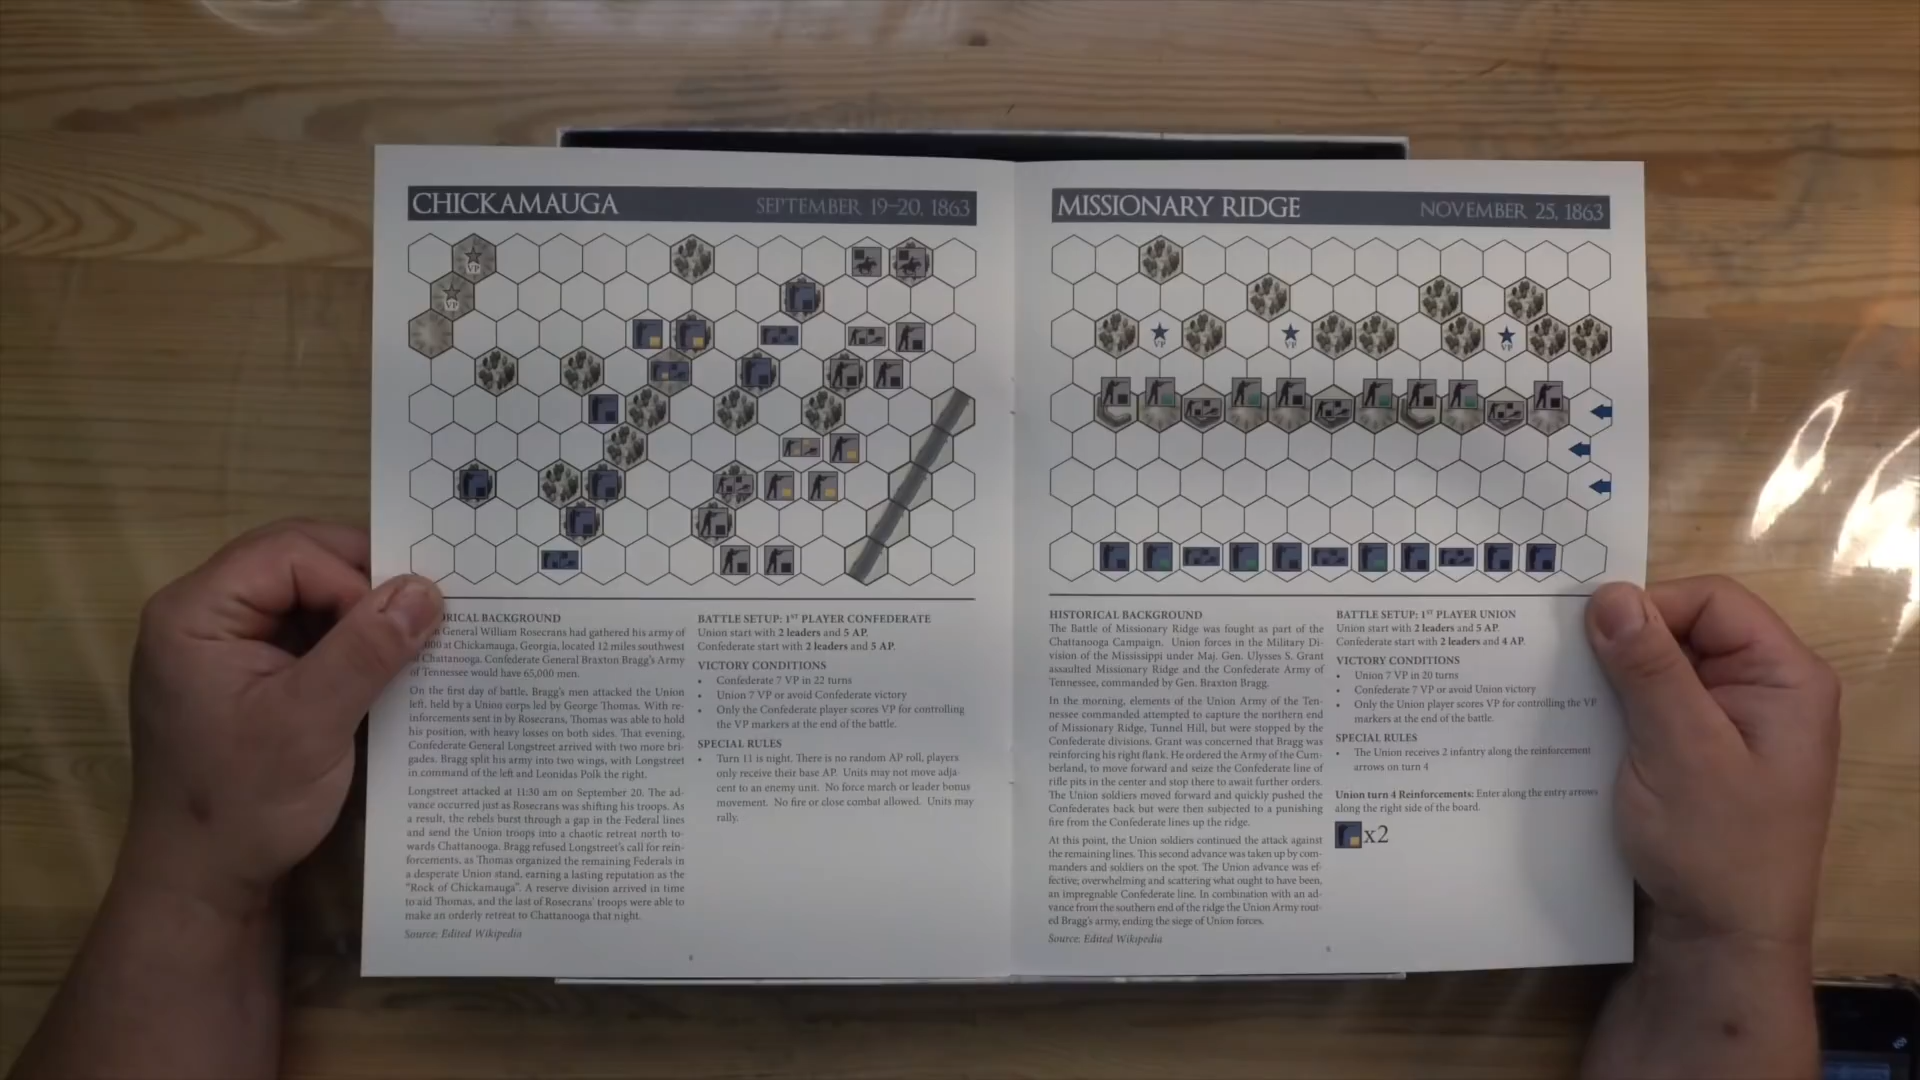 CHICKAMAUGA
SEPTEMBER 19–20, 1863
VP
VP
RICAL BACKGROUND
General William Rosecrans had gathered his army of
at Chickamauga, Georgia, located 12 miles southwest
of Chattanooga. Confederate General Braxton Bragg's Army
of Tennessee would have 65,000 men.
On the first day of battle, Bragg's men attacked the Union
left, held by a Union corps led by George Thomas. With re-
inforcements sent in by Rosecrans, Thomas was able to hold
his position, with heavy losses on both sides. That evening,
Confederate General Longstreet arrived with two more bri-
gades. Bragg split his army into two wings, with Longstreet
in command of the left and Leonidas Polk the right.
Longstreet attacked at 11:30 am on September 20. The ad-
vance occurred just as Rosecrans was shifting his troops. As
a result, the rebels burst through a gap in the Federal lines
and send the Union troops into a chaotic retreat north to-
wards Chattanooga. Bragg refused Longstreet's call for rein-
forcements, as Thomas organized the remaining Federals in
a desperate Union stand, earning a lasting reputation as the
"Rock of Chickamauga". A reserve division arrived in time
to aid Thomas, and the last of Rosecrans' troops were able to
make an orderly retreat to Chattanooga that night.
Source: Edited Wikipedia
BATTLE SETUP: 1ST PLAYER CONFEDERATE
Union start with 2 leaders and 5 AP.
Confederate start with 2 leaders and 5 AP.
VICTORY CONDITIONS
• Confederate 7 VP in 22 turns
• Union 7 VP or avoid Confederate victory
• Only the Confederate player scores VP for controlling
the VP markers at the end of the battle.
SPECIAL RULES
• Turn 11 is night. There is no random AP roll, players
only receive their base AP. Units may not move adja-
cent to an enemy unit. No force march or leader bonus
movement. No fire or close combat allowed. Units may
rally.
MISSIONARY RIDGE
NOVEMBER 25, 1863
VP
VP
VP
HISTORICAL BACKGROUND
The Battle of Missionary Ridge was fought as part of the
Chattanooga Campaign. Union forces in the Military Di-
vision of the Mississippi under Maj. Gen. Ulysses S. Grant
assaulted Missionary Ridge and the Confederate Army of
Tennessee, commanded by Gen. Braxton Bragg.
In the morning, elements of the Union Army of the Ten-
nessee commanded attempted to capture the northern end
of Missionary Ridge, Tunnel Hill, but were stopped by the
Confederate divisions. Grant was concerned that Bragg was
reinforcing his right flank. He ordered the Army of the Cum-
berland, to move forward and seize the Confederate line of
rifle pits in the center and stop there to await further orders.
The Union soldiers moved forward and quickly pushed the
Confederates back but were then subjected to a punishing
fire from the Confederate lines up the ridge.
At this point, the Union soldiers continued the attack against
the remaining lines. This second advance was taken up by com-
manders and soldiers on the spot. The Union advance was ef-
fective; overwhelming and scattering what ought to have been,
an impregnable Confederate line. In combination with an ad-
vance from the southern end of the ridge the Union Army rout-
ed Bragg's army, ending the siege of Union forces.
Source: Edited Wikipedia
BATTLE SETUP: 1ST PLAYER UNION
Union start with 2 leaders and 5 AP.
Confederate start with 2 leaders and 4 AP.
VICTORY CONDITIONS
• Union 7 VP in 20 turns
• Confederate 7 VP or avoid Union victory
• Only the Union player scores VP for controlling the VP
markers at the end of the battle.
SPECIAL RULES
• The Union receives 2 infantry along the reinforcement
arrows on turn 4
Union turn 4 Reinforcements: Enter along the entry arrows
along the right side of the board.
x2